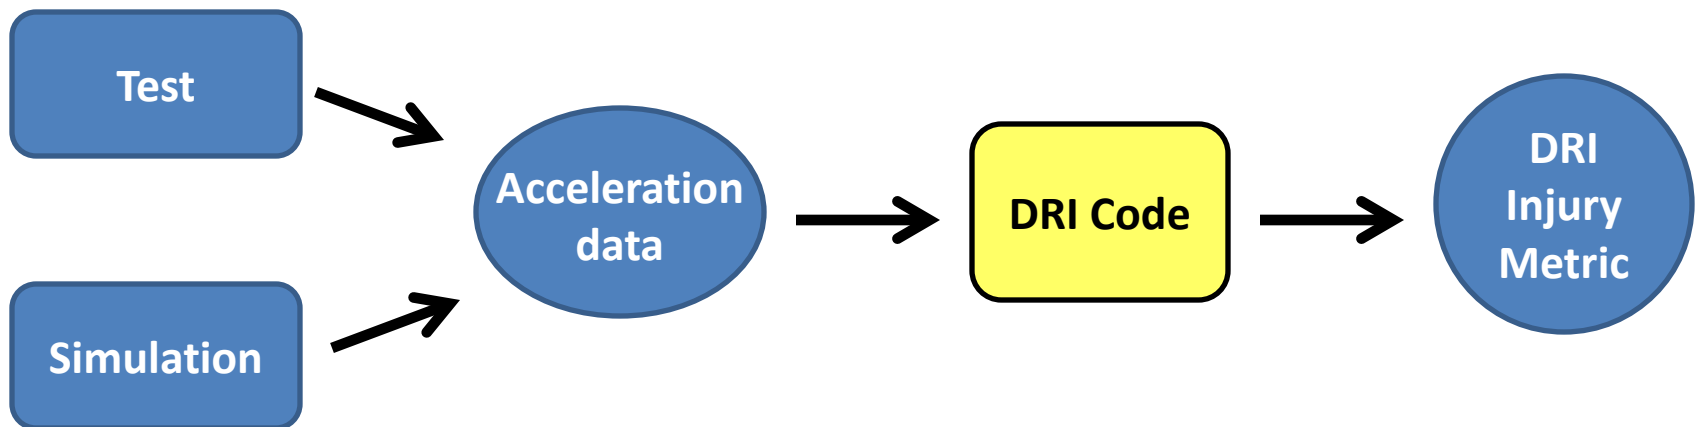 Test
Simulation
Acceleration
data
DRI Code
DRI
Injury
Metric